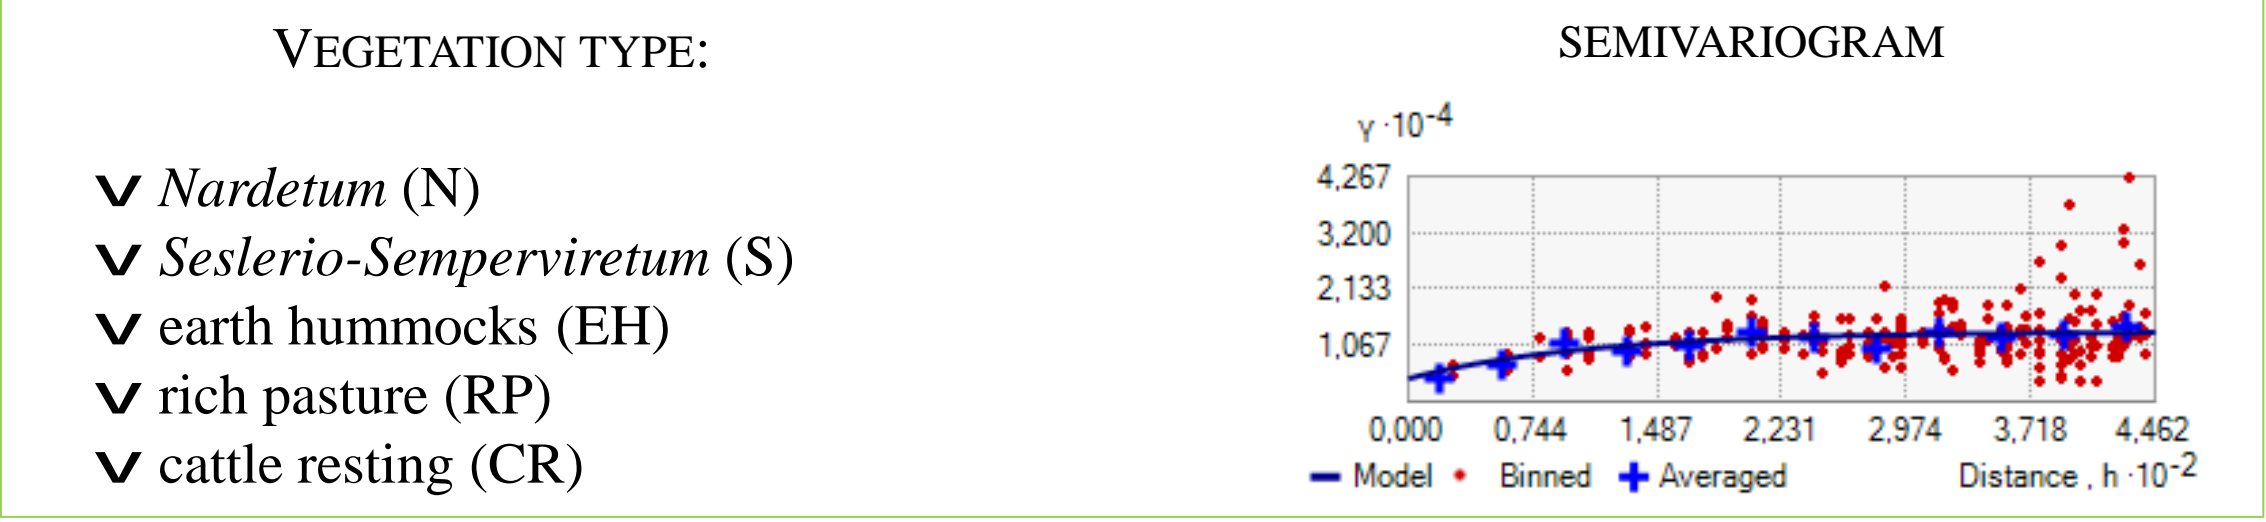 VEGETATION TYPE:
Nardetum (N)
Seslerio-Semperviretum (S)
earth hummocks (EH)
rich pasture (RP)
cattle resting (CR)
SEMIVARIOGRAM
γ ·10-4
4,267
3,200
2,133
1,067
0,000 0,744 1,487 2,231 2,974 3,718 4,462
Model Binned Averaged Distance , h ·10-2